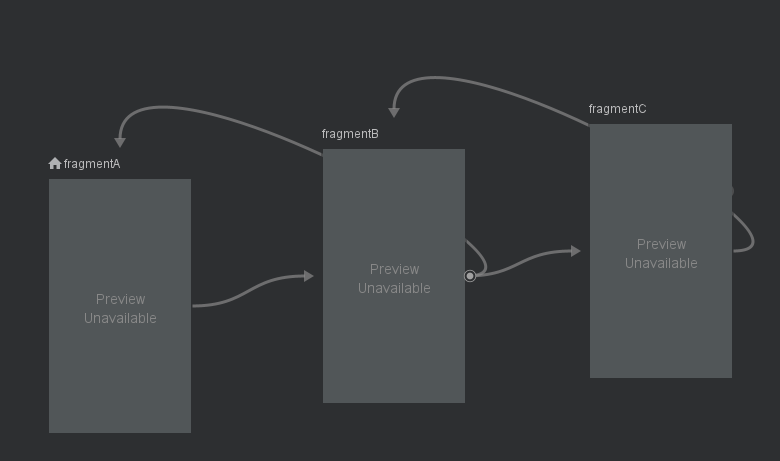 fragmentC
fragmentB
fragmentA
Preview
Unavailable
Preview
Unavailable
Preview
Unavailable